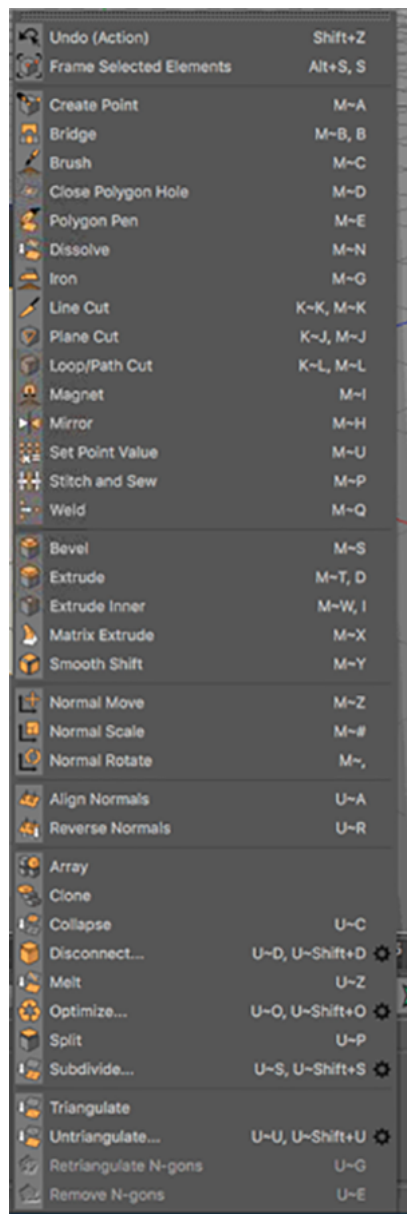 Undo (Action) Shift+Z
Frame Selected Elements Alt+S, S
Create Point M~A
Bridge M~B, B
Brush M~C
Close Polygon Hole M~D
Polygon Pen M~E
Dissolve M~N
Iron M~G
Line Cut K~K, M~K
Plane Cut K~J, M~J
Loop/Path Cut K~L, M~L
Magnet M~I
Mirror M~H
Set Point Value M~U
Stitch and Sew M~P
Weld M~Q
Bevel M~S
Extrude M~T, D
Extrude Inner M~W, I
Matrix Extrude M~X
Smooth Shift M~Y
Normal Move M~Z
Normal Scale M~#
Normal Rotate M~,
Align Normals U~A
Reverse Normals U~R
Array
Clone
Collapse U~C
Disconnect... U~D, U~Shift+D
Melt U~Z
Optimize... U~O, U~Shift+O
Split U~P
Subdivide... U~S, U~Shift+S
Triangulate
Untriangulate... U~U, U~Shift+U
Retriangulate N-gons U~G
Remove N-gons U~E